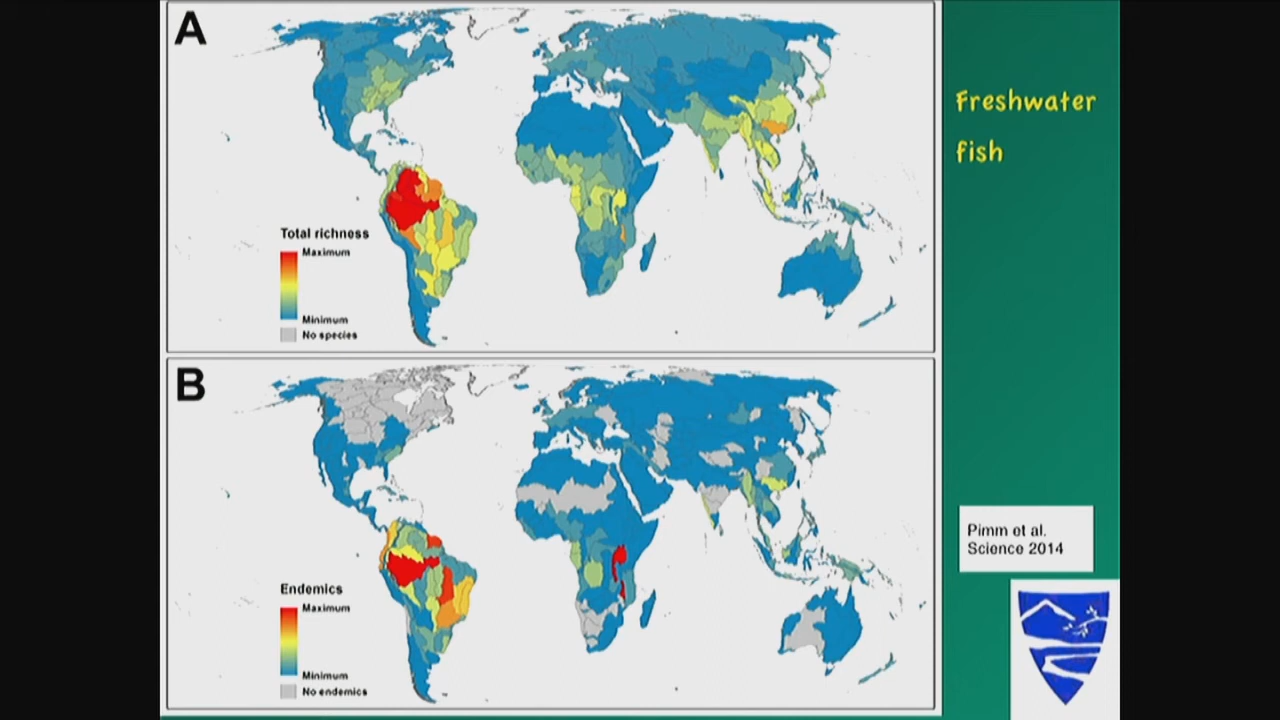 A
Total richness
Maximum
Minimum
No species
B
Endemics
Maximum
Minimum
No endemics
Freshwater
fish
Pimm et al.
Science 2014